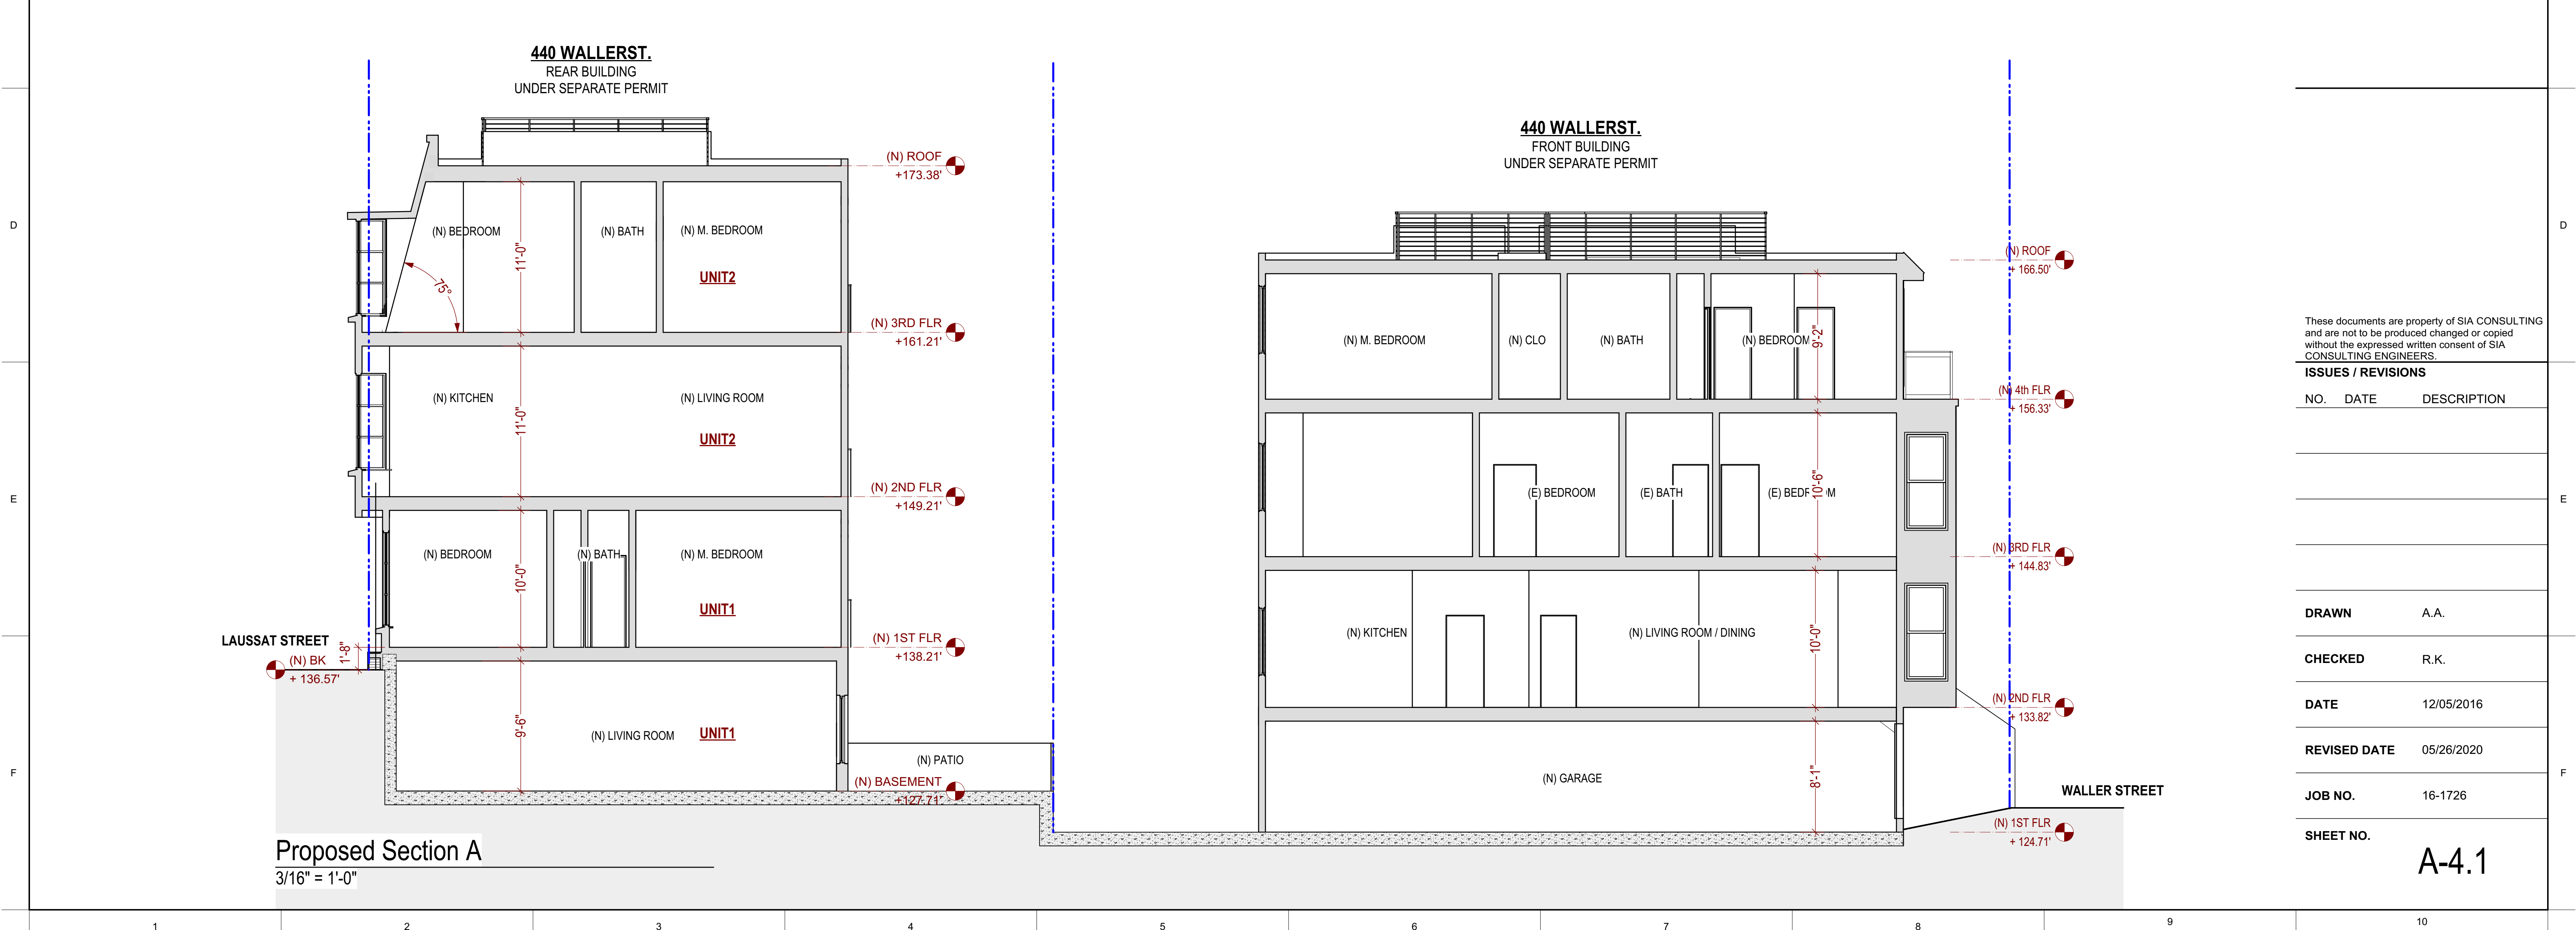 440 WALLERST.
REAR BUILDING
UNDER SEPARATE PERMIT
(N) ROOF
+173.38'
(N) BEDROOM
(N) BATH
(N) M. BEDROOM
11'-0"
75°
UNIT2
(N) 3RD FLR
+161.21'
(N) KITCHEN
(N) LIVING ROOM
11'-0"
UNIT2
(N) 2ND FLR
+149.21'
(N) BEDROOM
(N) BATH
(N) M. BEDROOM
10'-0"
UNIT1
LAUSSAT STREET
(N) BK
+ 136.57'
1'-8"
(N) 1ST FLR
+138.21'
9'-6"
(N) LIVING ROOM
UNIT1
(N) PATIO
(N) BASEMENT
+127.71'
Proposed Section A
3/16" = 1'-0"
440 WALLERST.
FRONT BUILDING
UNDER SEPARATE PERMIT
(N) ROOF
+ 166.50'
(N) M. BEDROOM
(N) CLO
(N) BATH
(N) BEDROOM
9'-2"
(N) 4th FLR
+ 156.33'
(E) BEDROOM
(E) BATH
(E) BEDROOM
10'-6"
(N) 3RD FLR
+ 144.83'
(N) KITCHEN
(N) LIVING ROOM / DINING
10'-0"
(N) 2ND FLR
+ 133.82'
(N) GARAGE
8'-1"
WALLER STREET
(N) 1ST FLR
+ 124.71'
These documents are property of SIA CONSULTING
and are not to be produced changed or copied
without the expressed written consent of SIA
CONSULTING ENGINEERS.
ISSUES / REVISIONS
NO. DATE DESCRIPTION
DRAWN A.A.
CHECKED R.K.
DATE 12/05/2016
REVISED DATE 05/26/2020
JOB NO. 16-1726
SHEET NO.
A-4.1
D
E
F
D
E
F
1 2 3 4 5 6 7 8 9 10